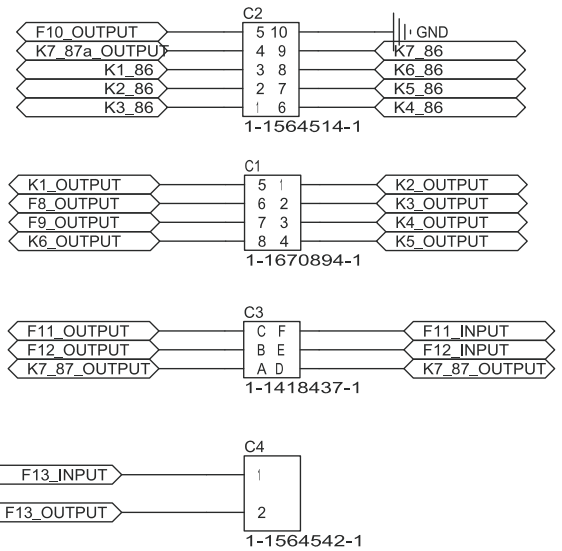 C2
F10_OUTPUT 5 10 GND
K7_87a_OUTPUT 4 9 K7_86
K1_86 3 8 K6_86
K2_86 2 7 K5_86
K3_86 1 6 K4_86
1-1564514-1
C1
K1_OUTPUT 5 1 K2_OUTPUT
F8_OUTPUT 6 2 K3_OUTPUT
F9_OUTPUT 7 3 K4_OUTPUT
K6_OUTPUT 8 4 K5_OUTPUT
1-1670894-1
C3
F11_OUTPUT C F F11_INPUT
F12_OUTPUT B E F12_INPUT
K7_87_OUTPUT A D K7_87_OUTPUT
1-1418437-1
C4
F13_INPUT 1
F13_OUTPUT 2
1-1564542-1